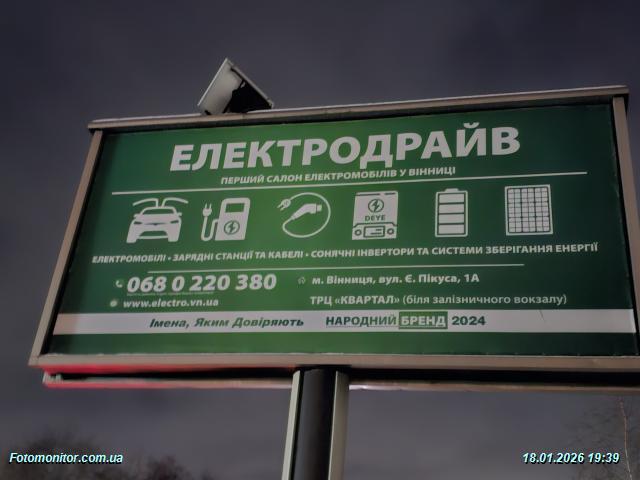 ЕЛЕКТРОДРАЙВ
ПЕРШИЙ САЛОН ЕЛЕКТРОМОБІЛІВ У ВІННИЦІ
DEYE
ЕЛЕКТРОМОБІЛІ • ЗАРЯДНІ СТАНЦІЇ ТА КАБЕЛІ • СОНЯЧНІ ІНВЕРТОРИ ТА СИСТЕМИ ЗБЕРІГАННЯ ЕНЕРГІЇ
068 0 220 380 м. Вінниця, вул. Є. Пікуса, 1А
www.electro.vn.ua ТРЦ «КВАРТАЛ» (біля залізничного вокзалу)
Імена, Яким Довіряють НАРОДНИЙ БРЕНД 2024
Fotomonitor.com.ua 18.01.2026 19:39